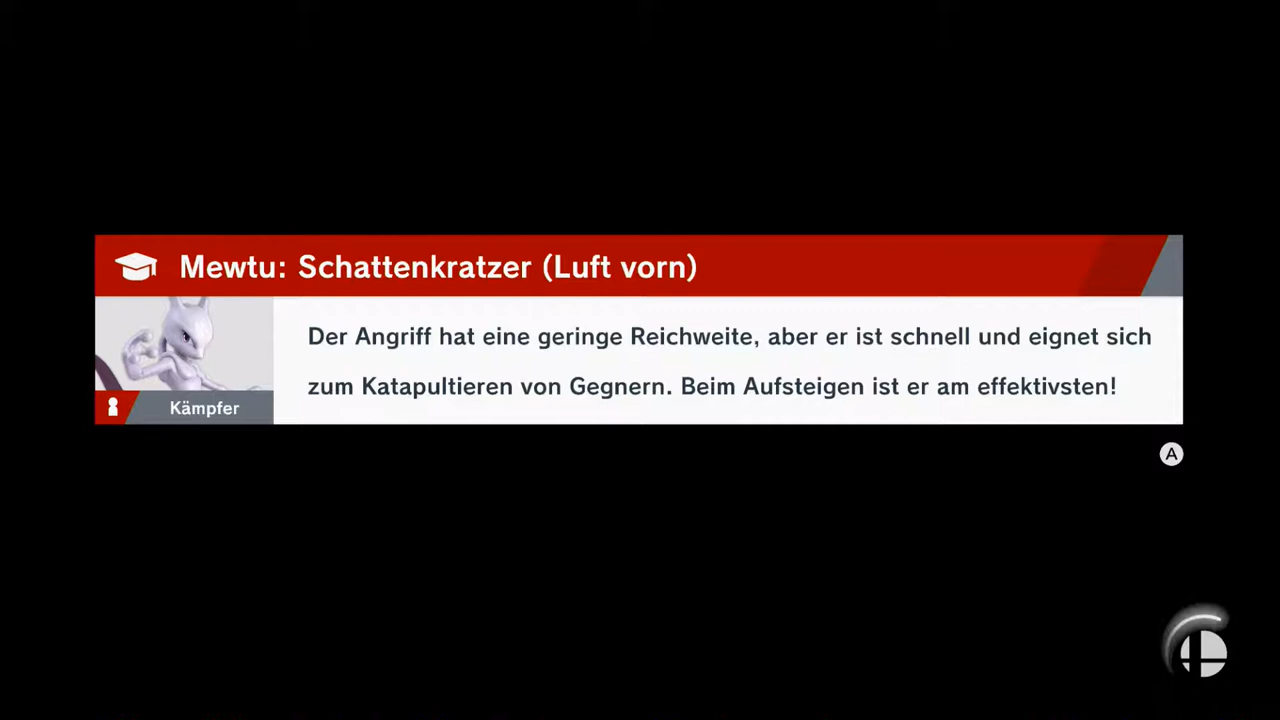 Mewtu: Schattenkratzer (Luft vorn)
Der Angriff hat eine geringe Reichweite, aber er ist schnell und eignet sich
zum Katapultieren von Gegnern. Beim Aufsteigen ist er am effektivsten!
Kämpfer
A